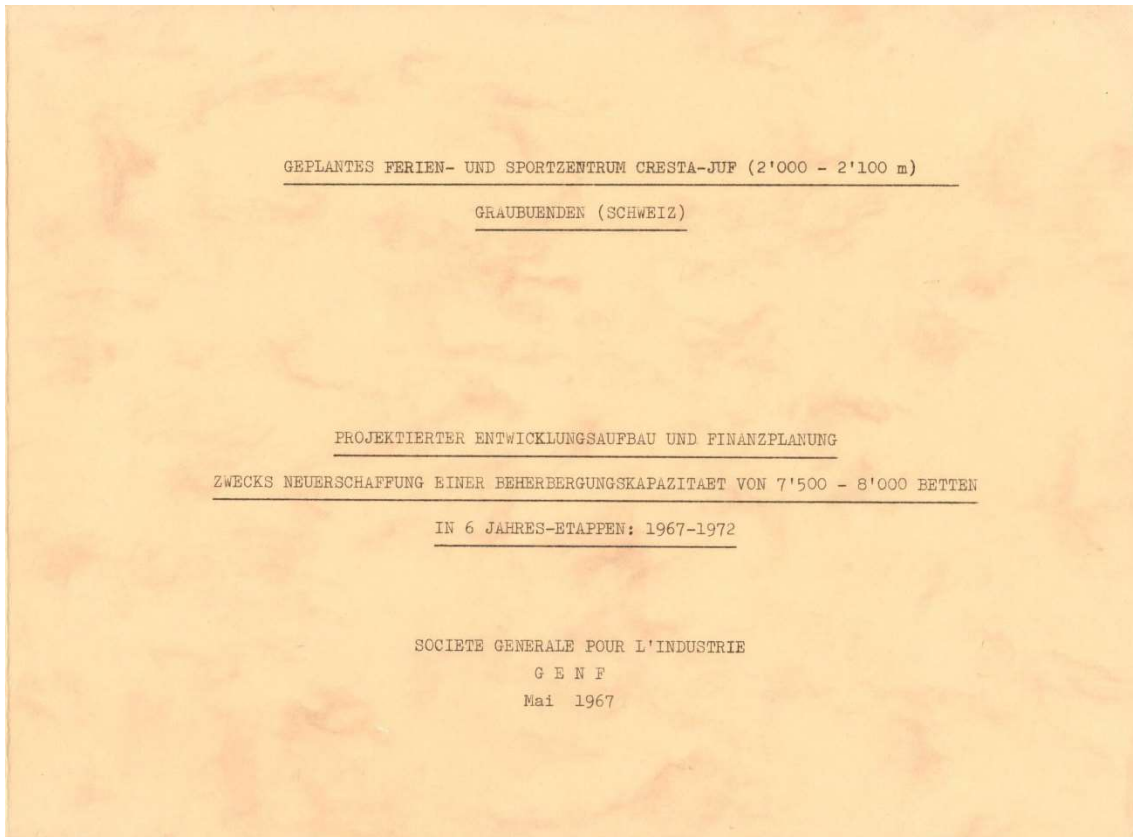 GEPLANTES FERIEN- UND SPORTZENTRUM CRESTA-JUF (2'000 - 2'100 m)
GRAUBUENDEN (SCHWEIZ)
PROJEKTIERTER ENTWICKLUNGSAUFBAU UND FINANZPLANUNG
ZWECKS NEUERSCHAFFUNG EINER BEHERBERGUNGSKAPAZITAET VON 7'500 - 8'000 BETTEN
IN 6 JAHRES-ETAPPEN: 1967-1972
SOCIETE GENERALE POUR L'INDUSTRIE
G E N F
Mai 1967